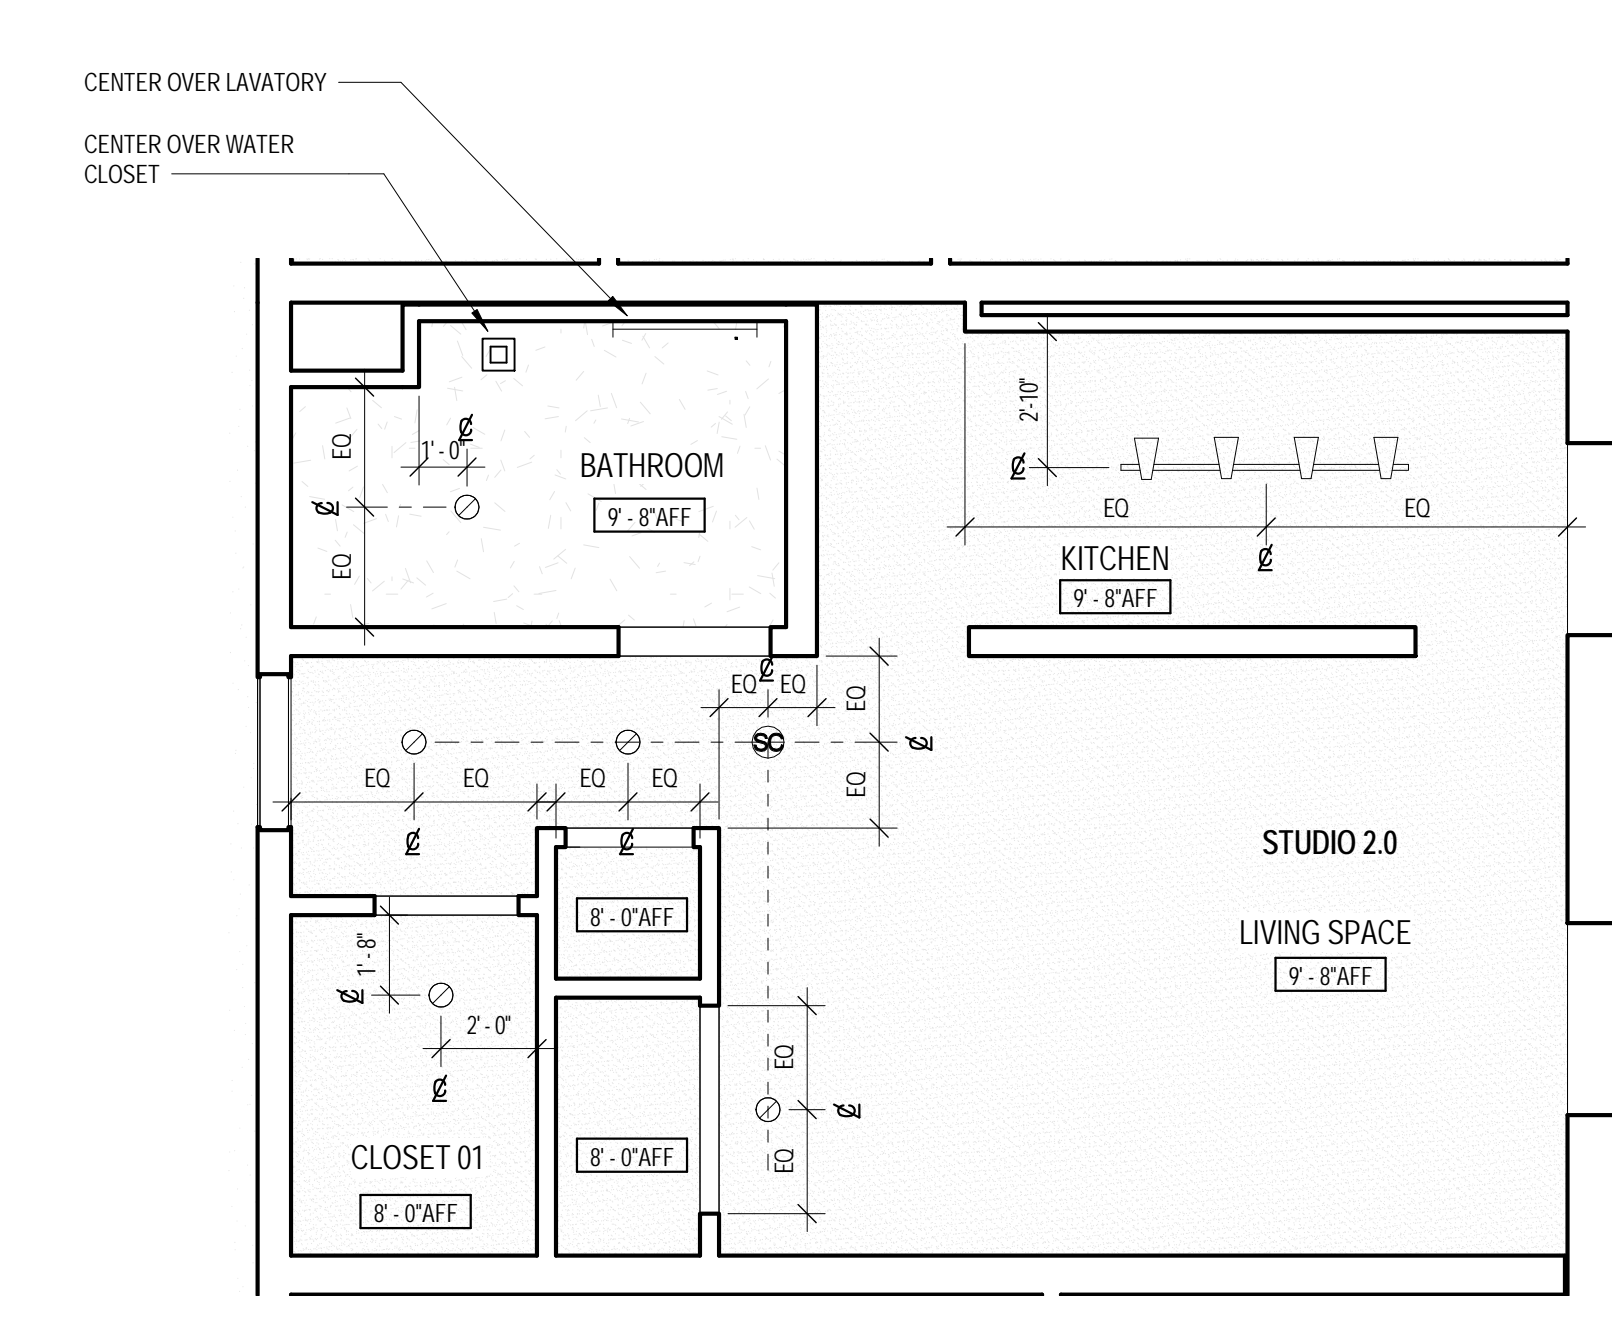 CENTER OVER LAVATORY
CENTER OVER WATER
CLOSET
2'-10"
EQ
℄
1' - 0"
BATHROOM
℄
EQ
EQ
℄
9' - 8"AFF
KITCHEN
℄
EQ
9' - 8"AFF
℄
EQ
EQ
EQ
℄
SC
℄
EQ
EQ
EQ
EQ
EQ
℄
℄
STUDIO 2.0
8' - 0"AFF
LIVING SPACE
1' - 8"
9' - 8"AFF
℄
2' - 0"
EQ
℄
℄
8' - 0"AFF
EQ
CLOSET 01
8' - 0"AFF